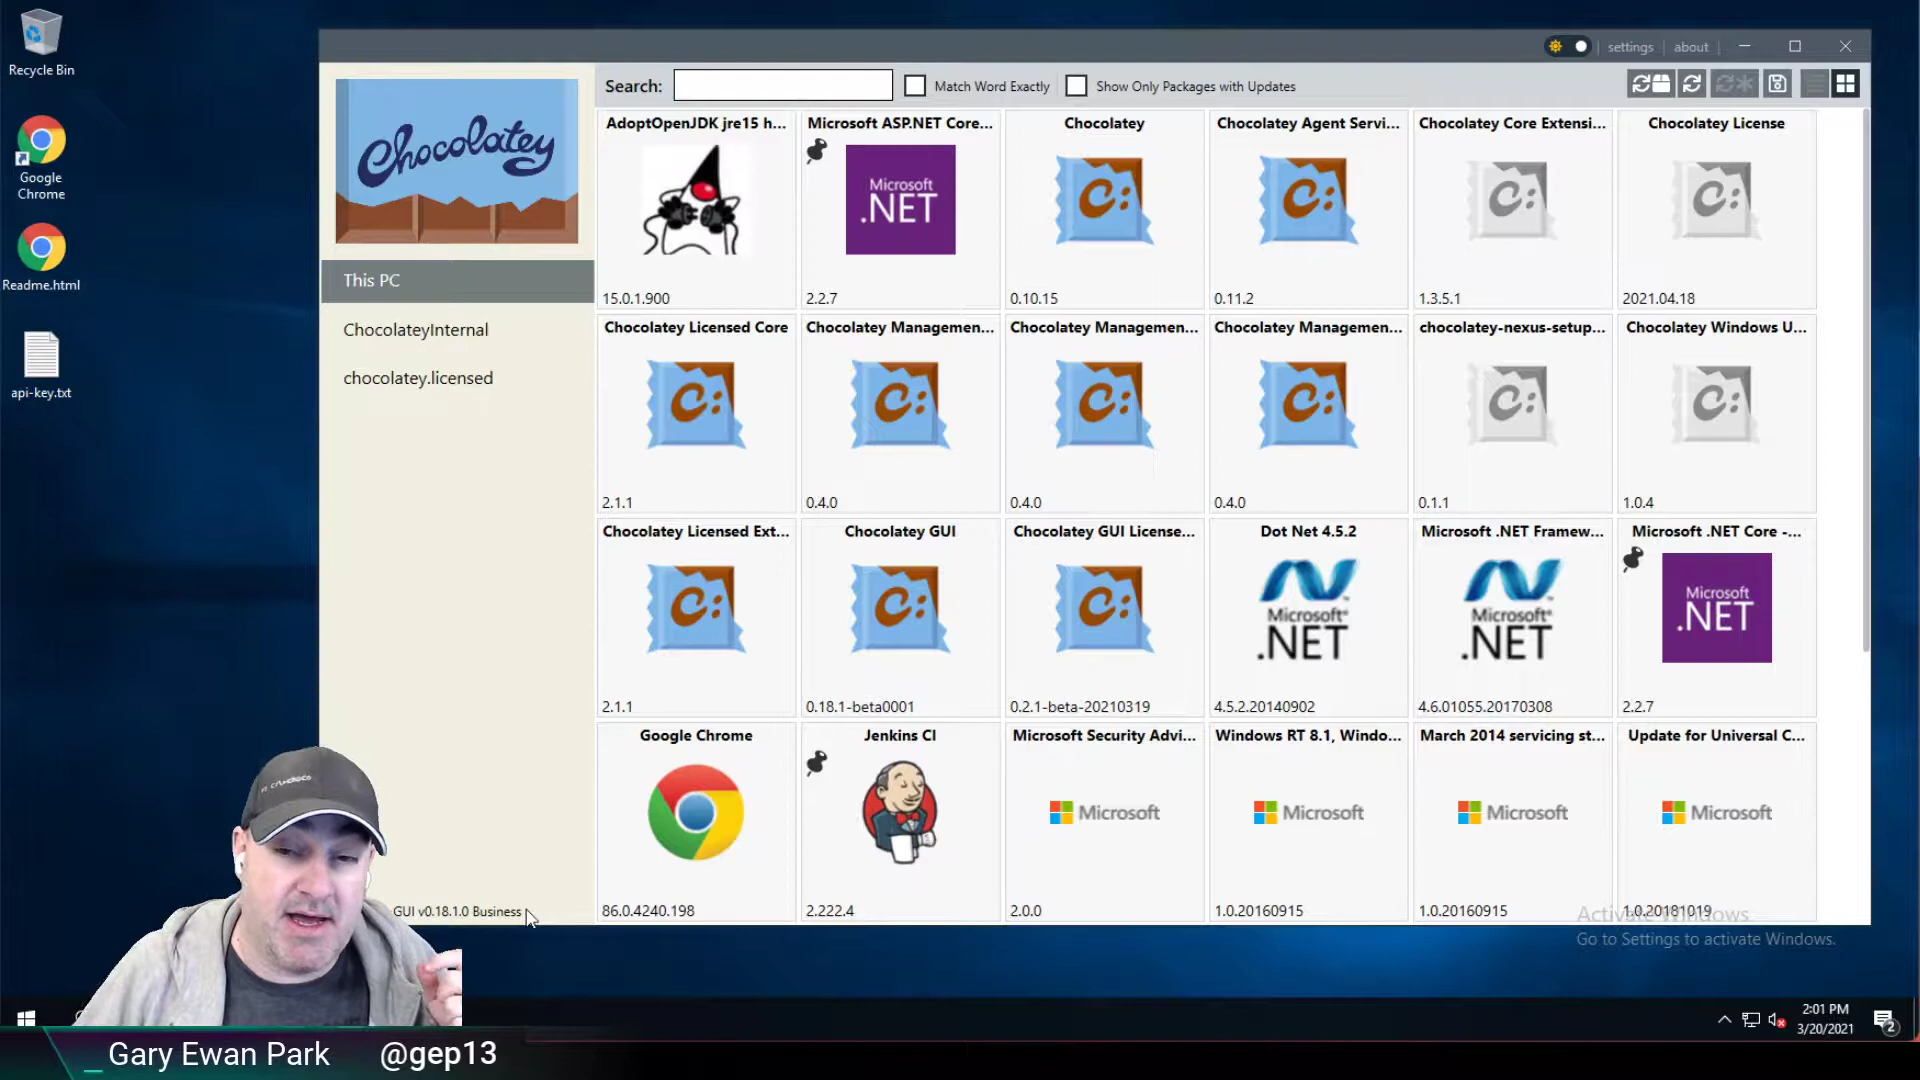 Recycle Bin
Google
Chrome
Readme.html
api-key.txt
settings
about
Chocolatey
Search:
Match Word Exactly
Show Only Packages with Updates
This PC
ChocolateyInternal
chocolatey.licensed
GUI v0.18.1.0 Business
AdoptOpenJDK jre15 h...
15.0.1.900
Microsoft ASP.NET Core...
Microsoft
.NET
2.2.7
Chocolatey
C:
0.10.15
Chocolatey Agent Servi...
C:
0.11.2
Chocolatey Core Extensi...
C:
1.3.5.1
Chocolatey License
C:
2021.04.18
Chocolatey Licensed Core
C:
2.1.1
Chocolatey Managemen...
C:
0.4.0
Chocolatey Managemen...
C:
0.4.0
Chocolatey Managemen...
C:
0.4.0
chocolatey-nexus-setup...
C:
0.1.1
Chocolatey Windows U...
C:
1.0.4
Chocolatey Licensed Ext...
C:
2.1.1
Chocolatey GUI
C:
0.18.1-beta0001
Chocolatey GUI License...
C:
0.2.1-beta-20210319
Dot Net 4.5.2
Microsoft
.NET
4.5.2.20140902
Microsoft .NET Framew...
Microsoft
.NET
4.6.01055.20170308
Microsoft .NET Core -...
Microsoft
.NET
2.2.7
Google Chrome
86.0.4240.198
Jenkins CI
2.222.4
Microsoft Security Advi...
Microsoft
2.0.0
Windows RT 8.1, Windo...
Microsoft
1.0.20160915
March 2014 servicing st...
Microsoft
1.0.20160915
Update for Universal C...
Microsoft
1.0.20181019
Activate Windows
Go to Settings to activate Windows.
2:01 PM
3/20/2021
2
_ Gary Ewan Park @gep13